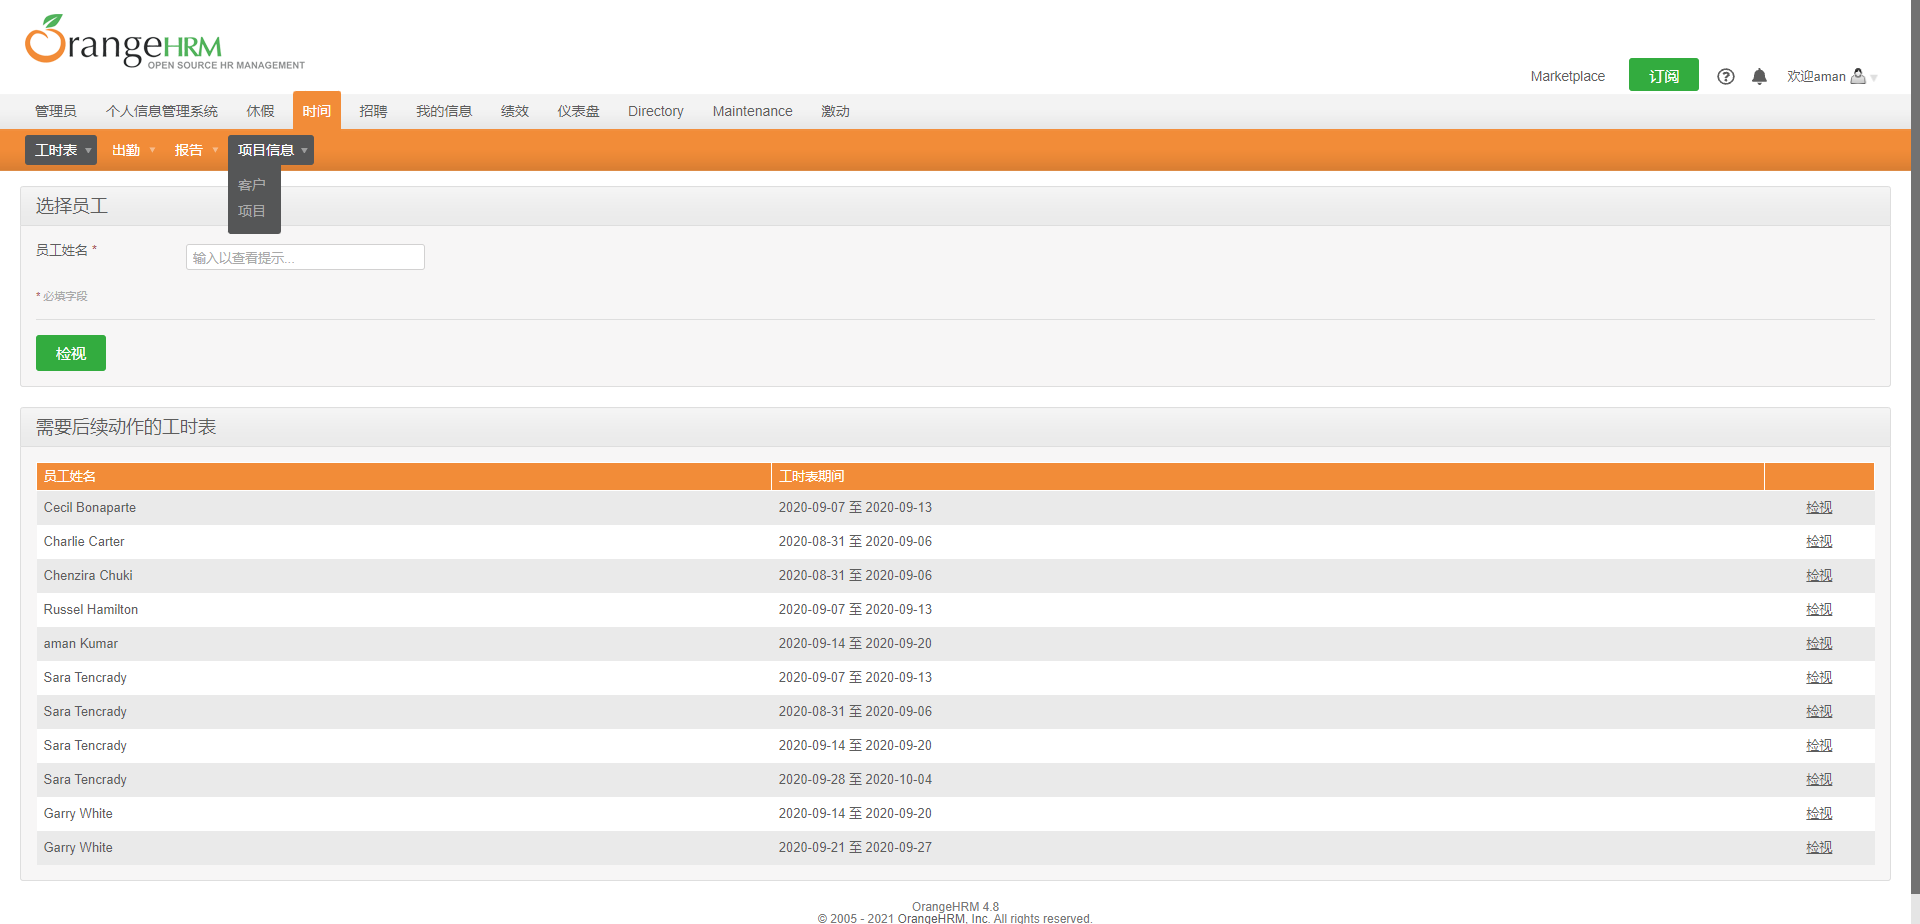 OrangeHRM
OPEN SOURCE HR MANAGEMENT
Marketplace 订阅 欢迎aman
管理员 个人信息管理系统 休假 时间 招聘 我的信息 绩效 仪表盘 Directory Maintenance 激动
工时表 出勤 报告 项目信息
客户
项目
选择员工
员工姓名 *
输入以查看提示...
* 必填字段
检视
需要后续动作的工时表
员工姓名 工时表期间
Cecil Bonaparte 2020-09-07 至 2020-09-13 检视
Charlie Carter 2020-08-31 至 2020-09-06 检视
Chenzira Chuki 2020-08-31 至 2020-09-06 检视
Russel Hamilton 2020-09-07 至 2020-09-13 检视
aman Kumar 2020-09-14 至 2020-09-20 检视
Sara Tencrady 2020-09-07 至 2020-09-13 检视
Sara Tencrady 2020-08-31 至 2020-09-06 检视
Sara Tencrady 2020-09-14 至 2020-09-20 检视
Sara Tencrady 2020-09-28 至 2020-10-04 检视
Garry White 2020-09-14 至 2020-09-20 检视
Garry White 2020-09-21 至 2020-09-27 检视
OrangeHRM 4.8
© 2005 - 2021 OrangeHRM, Inc. All rights reserved.